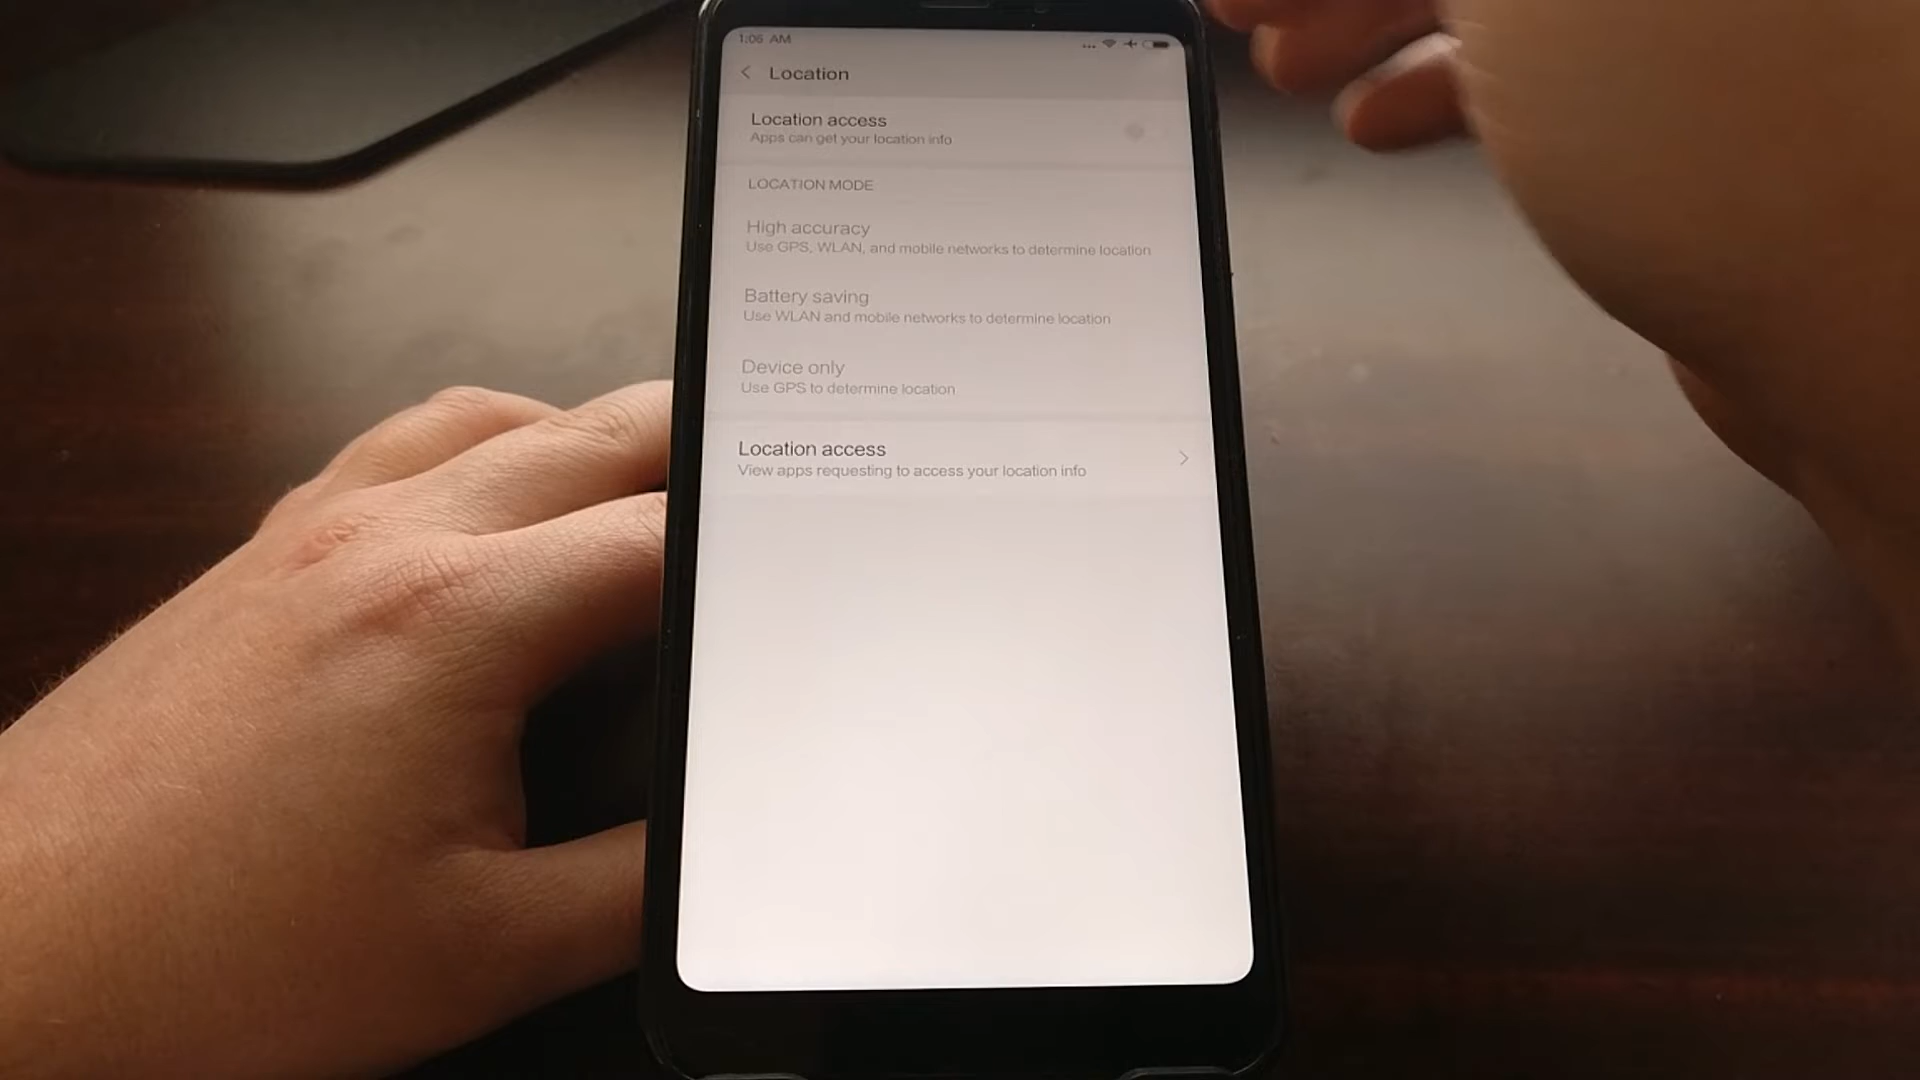 1:06 AM
Location
Location access
Apps can get your location info
LOCATION MODE
High accuracy
Use GPS, WLAN, and mobile networks to determine location
Battery saving
Use WLAN and mobile networks to determine location
Device only
Use GPS to determine location
Location access
View apps requesting to access your location info